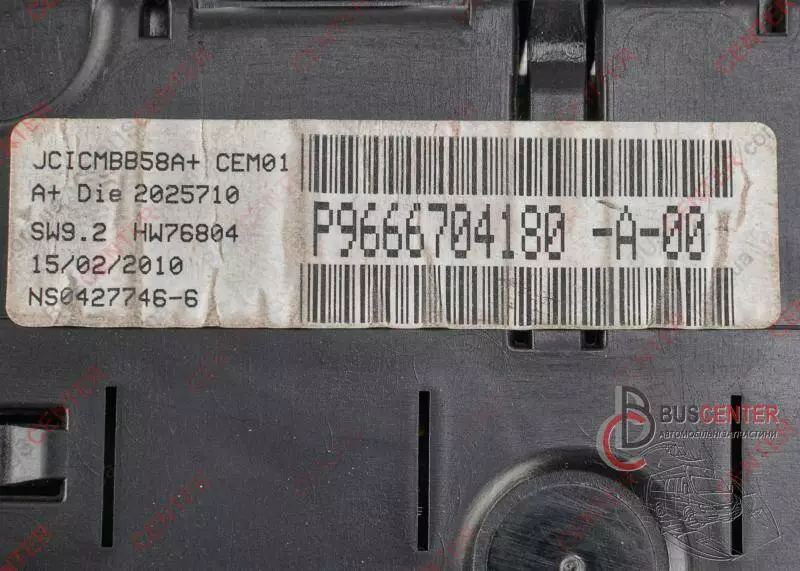 JCICMBB58A+ CEM01
A+ Die 2025710
SW9.2 HW76804
15/02/2010
NS0427746-6
P9666704180 -A-00
BUSCENTER
АВТОМОБІЛЬНІ ЗАПЧАСТИНИ